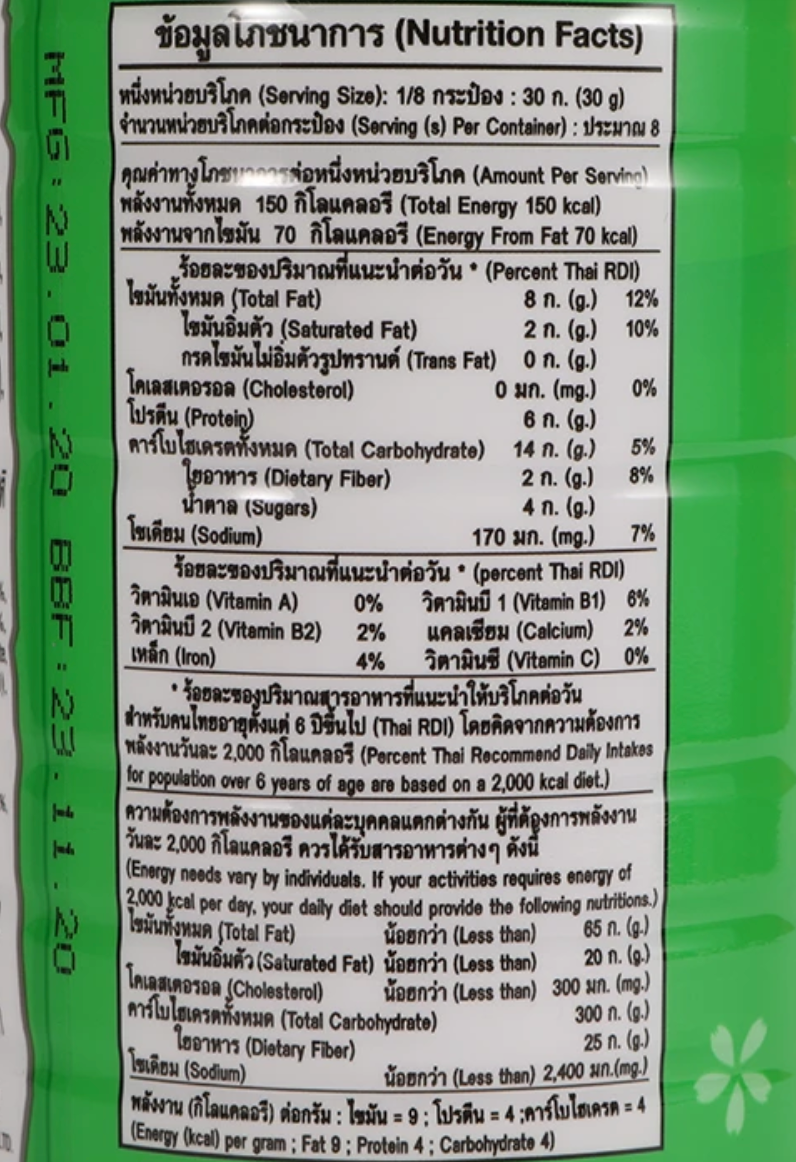 ข้อมูลโภชนาการ (Nutrition Facts)
หนึ่งหน่วยบริโภค (Serving Size): 1/8 กระป๋อง : 30 ก. (30 g)
จำนวนหน่วยบริโภคต่อกระป๋อง (Serving (s) Per Container) : ประมาณ 8
คุณค่าทางโภชนาการต่อหนึ่งหน่วยบริโภค (Amount Per Serving)
พลังงานทั้งหมด 150 กิโลแคลอรี (Total Energy 150 kcal)
พลังงานจากไขมัน 70 กิโลแคลอรี (Energy From Fat 70 kcal)
ร้อยละของปริมาณที่แนะนำต่อวัน * (Percent Thai RDI)
ไขมันทั้งหมด (Total Fat) 8 ก. (g.) 12%
ไขมันอิ่มตัว (Saturated Fat) 2 ก. (g.) 10%
กรดไขมันไม่อิ่มตัวรูปทรานต์ (Trans Fat) 0 ก. (g.)
โคเลสเตอรอล (Cholesterol) 0 มก. (mg.) 0%
โปรตีน (Protein) 6 ก. (g.)
คาร์โบไฮเดรตทั้งหมด (Total Carbohydrate) 14 ก. (g.) 5%
ใยอาหาร (Dietary Fiber) 2 ก. (g.) 8%
น้ำตาล (Sugars) 4 ก. (g.)
โซเดียม (Sodium) 170 มก. (mg.) 7%
ร้อยละของปริมาณที่แนะนำต่อวัน * (percent Thai RDI)
วิตามินเอ (Vitamin A) 0% วิตามินบี 1 (Vitamin B1) 6%
วิตามินบี 2 (Vitamin B2) 2% แคลเซียม (Calcium) 2%
เหล็ก (Iron) 4% วิตามินซี (Vitamin C) 0%
* ร้อยละของปริมาณสารอาหารที่แนะนำให้บริโภคต่อวัน
สำหรับคนไทยอายุตั้งแต่ 6 ปีขึ้นไป (Thai RDI) โดยคิดจากความต้องการ
พลังงานวันละ 2,000 กิโลแคลอรี (Percent Thai Recommend Daily Intakes
for population over 6 years of age are based on a 2,000 kcal diet.)
ความต้องการพลังงานของแต่ละบุคคลแตกต่างกัน ผู้ที่ต้องการพลังงาน
วันละ 2,000 กิโลแคลอรี ควรได้รับสารอาหารต่างๆ ดังนี้
(Energy needs vary by individuals. If your activities requires energy of
2,000 kcal per day, your daily diet should provide the following nutritions.)
ไขมันทั้งหมด (Total Fat) น้อยกว่า (Less than) 65 ก. (g.)
ไขมันอิ่มตัว (Saturated Fat) น้อยกว่า (Less than) 20 ก. (g.)
โคเลสเตอรอล (Cholesterol) น้อยกว่า (Less than) 300 มก. (mg.)
คาร์โบไฮเดรตทั้งหมด (Total Carbohydrate) 300 ก. (g.)
ใยอาหาร (Dietary Fiber) 25 ก. (g.)
โซเดียม (Sodium) น้อยกว่า (Less than) 2,400 มก.(mg.)
พลังงาน (กิโลแคลอรี) ต่อกรัม : ไขมัน = 9 ; โปรตีน = 4 ;คาร์โบไฮเดรต = 4
(Energy (kcal) per gram ; Fat 9 ; Protein 4 ; Carbohydrate 4)
MFG:23.01.20 BBF:23.11.20